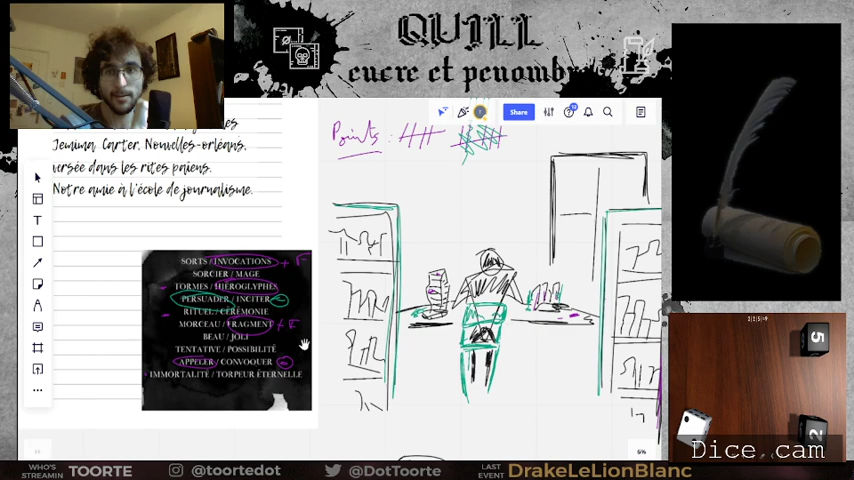 QUILL
encre et penombr
Share
Jemima Carter, Nouvelles-orléans,
versée dans les rites païens.
Notre amie à l'école de journalisme.
Points:
SORTS / INVOCATIONS
SORCIER / MAGE
FORMES / HIÉROGLYPHES
PERSUADER / INCITER
RITUEL / CÉRÉMONIE
MORCEAU / FRAGMENT
BEAU / JOLI
TENTATIVE / POSSIBILITÉ
APPELER / CONVOQUER
IMMORTALITÉ / TORPEUR ÉTERNELLE
5
2
Dice.cam
WHO'S STREAMIN TOORTE @toortedot @DotToorte LAST EVENT DrakeLeLionBlanc